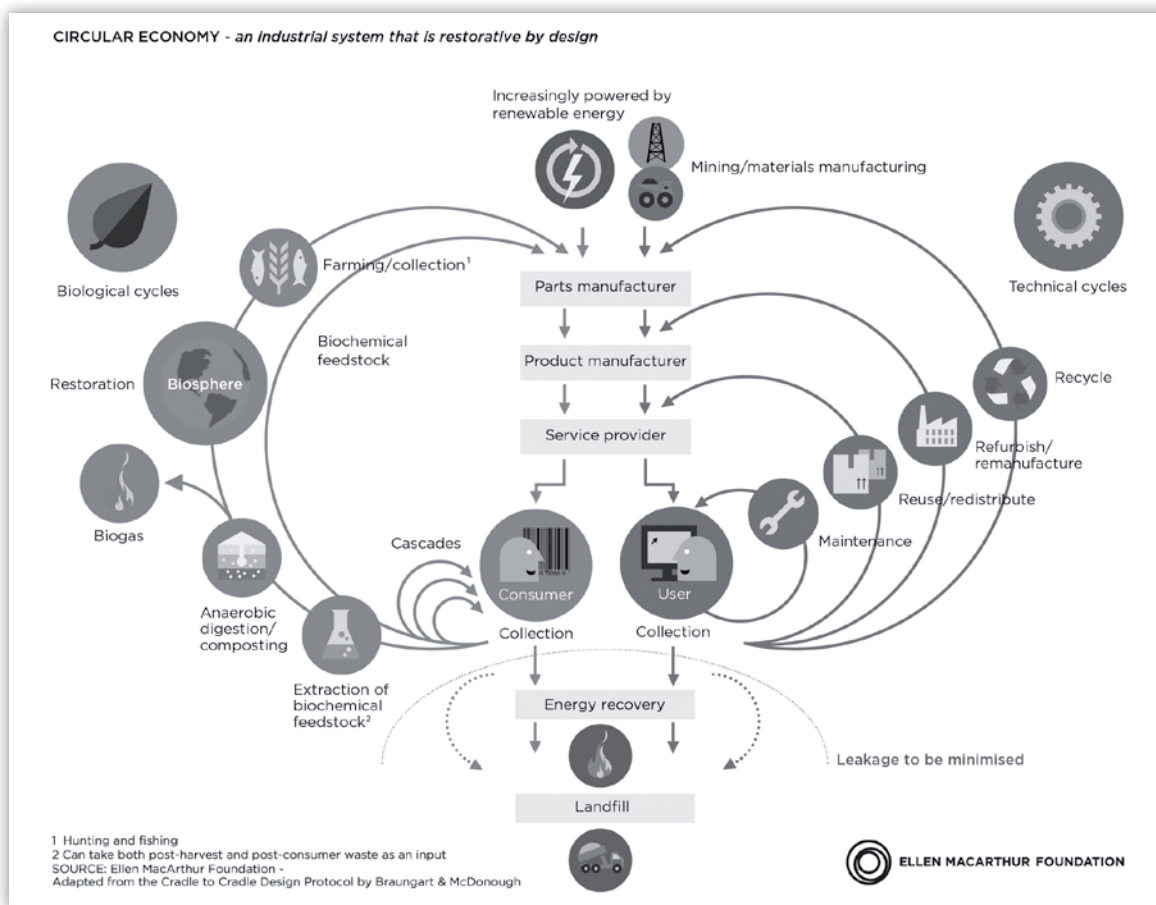 CIRCULAR ECONOMY - an industrial system that is restorative by design
Increasingly powered by
renewable energy
Mining/materials manufacturing
Biological cycles
Farming/collection¹
Technical cycles
Parts manufacturer
Biochemical
feedstock
Product manufacturer
Restoration
Biosphere
Recycle
Service provider
Refurbish/
remanufacture
Reuse/redistribute
Biogas
Cascades
Maintenance
Consumer
User
Anaerobic
digestion/
composting
Collection
Collection
Extraction of
biochemical
feedstock²
Energy recovery
Leakage to be minimised
Landfill
1 Hunting and fishing
2 Can take both post-harvest and post-consumer waste as an input
SOURCE: Ellen MacArthur Foundation -
Adapted from the Cradle to Cradle Design Protocol by Braungart & McDonough
ELLEN MACARTHUR FOUNDATION